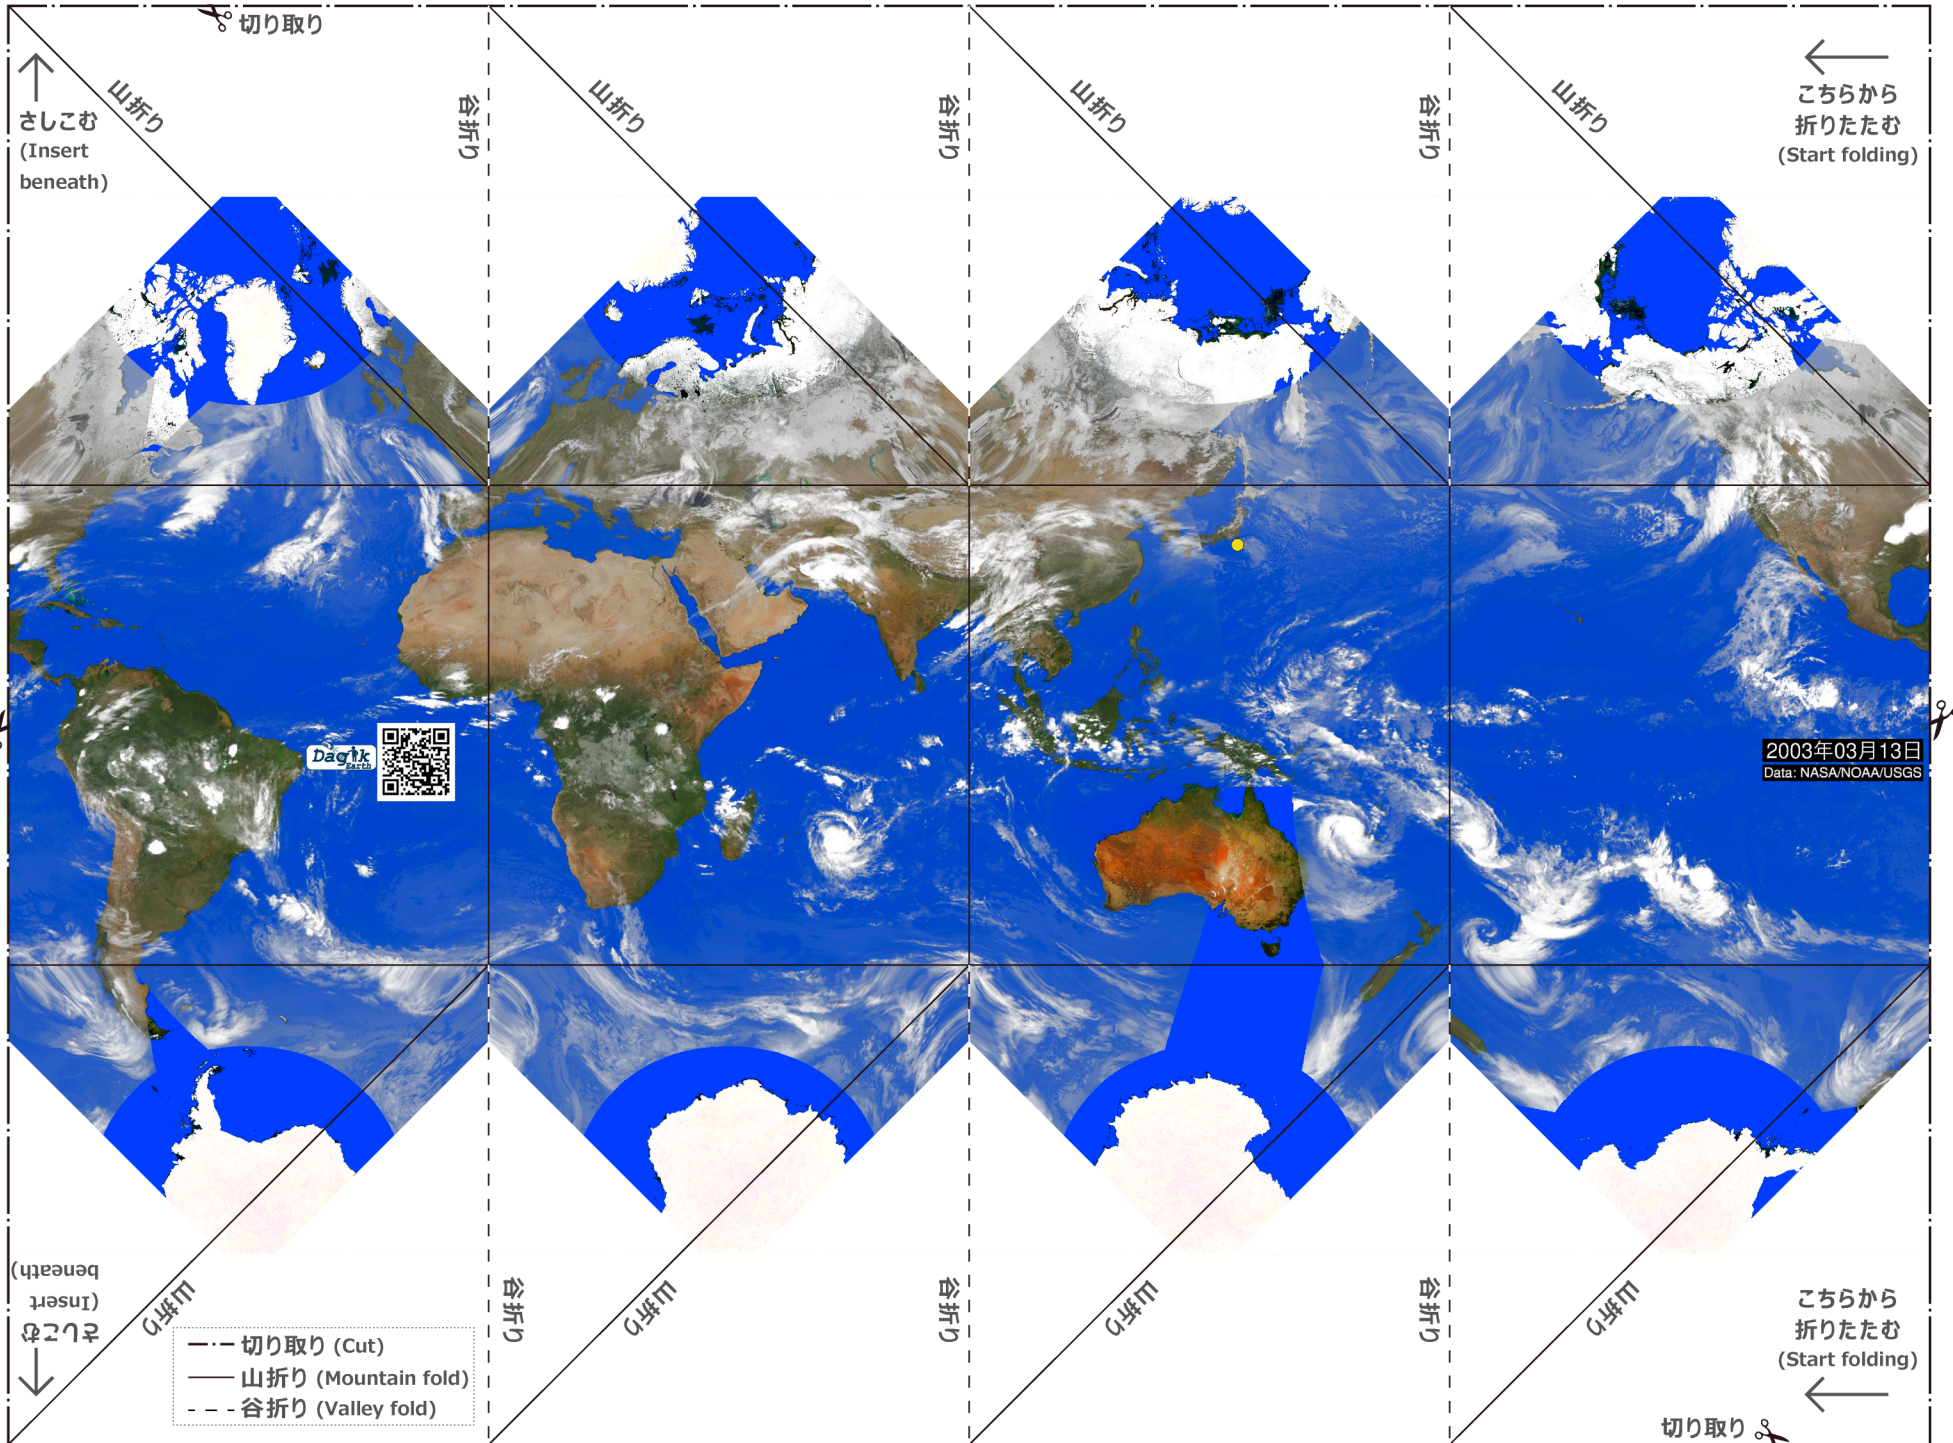 切り取り
山折り
谷折り
山折り
谷折り
山折り
谷折り
山折り
さしこむ
(Insert
beneath)
こちらから
折りたたむ
(Start folding)
Dagik
Earth
2003年03月13日
Data: NASA/NOAA/USGS
さしこむ
(Insert
beneath)
山折り
谷折り
山折り
谷折り
山折り
谷折り
山折り
こちらから
折りたたむ
(Start folding)
切り取り (Cut)
山折り (Mountain fold)
谷折り (Valley fold)
切り取り